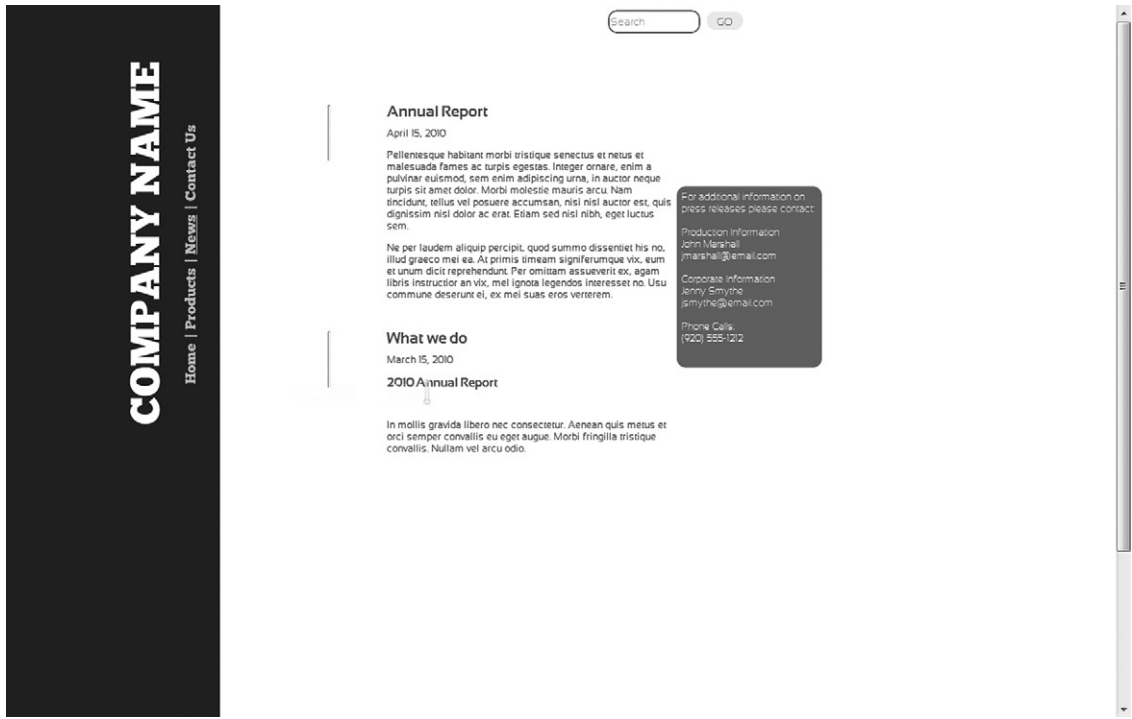 COMPANY NAME
Home | Products | News | Contact Us
Search
GO
Annual Report
April 15, 2010
Pellentesque habitant morbi tristique senectus et netus et
malesuada fames ac turpis egestas. Integer ornare, enim a
pulvinar euismod, sem enim adipiscing urna, in auctor neque
turpis sit amet dolor. Morbi molestie mauris arcu. Nam
tincidunt, tellus vel posuere accumsan, nisi nisl auctor est, quis
dignissim nisl dolor ac erat. Etiam sed nisl nibh, eget luctus
sem.
Ne per laudem aliquip percipit, quod summo dissentiet his no,
illud graeco mei ea. At primis timeam signiferumque vix, eum
et unum dicit reprehendunt. Per omittam assueverit ex, agam
libris instructior an vix, mel ignota legendos interesset no. Usu
commune deserunt ei, ex mei suas eros verterem.
What we do
March 15, 2010
2010 Annual Report
In mollis gravida libero nec consectetur. Aenean quis metus et
orci semper convallis eu eget augue. Morbi fringilla tristique
convallis. Nullam vel arcu odio.
For additional information on
press releases please contact:
Production Information
John Marshall
jmarshall@email.com
Corporate Information
Jenny Smythe
jsmythe@email.com
Phone Calls:
(920) 555-1212